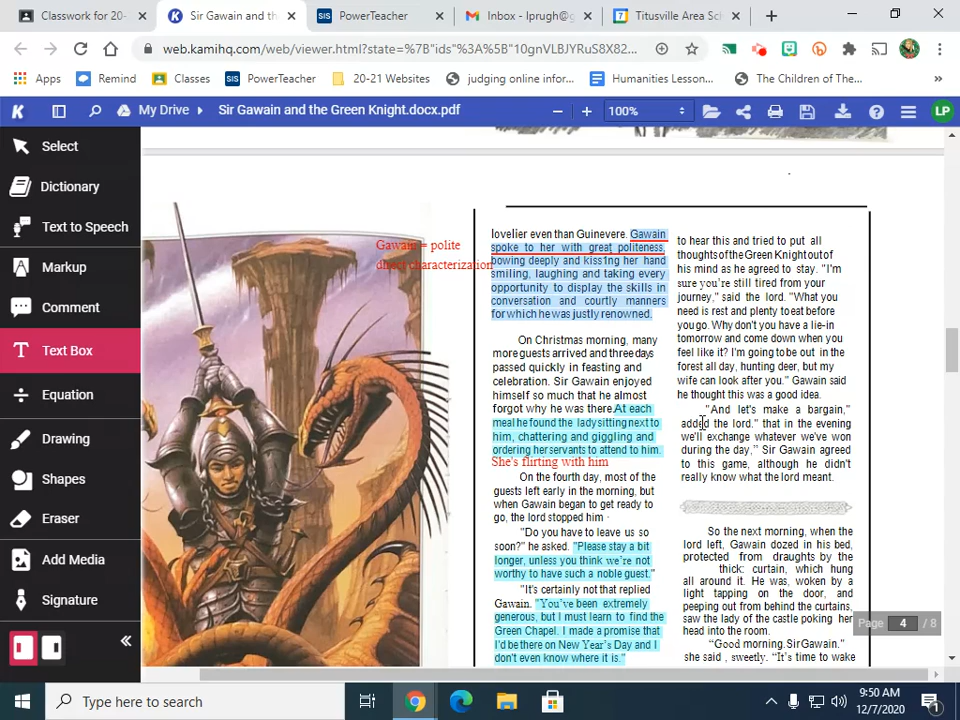 Classwork for 20-
Sir Gawain and th
PowerTeacher
Inbox - lprugh@g
Titusville Area Sc
web.kamihq.com/web/viewer.html?state=%7B"ids"%3A%5B"10gnVLBJYRuS8X82...
Apps
Remind
Classes
SIS
PowerTeacher
20-21 Websites
judging online infor...
Humanities Lesson...
The Children of The...
K
My Drive
Sir Gawain and the Green Knight.docx.pdf
100%
LP
Select
Dictionary
Text to Speech
Markup
Comment
Text Box
Equation
Drawing
Shapes
Eraser
Add Media
Signature
Gawain = polite
direct characterization
lovelier even than Guinevere. Gawain
spoke to her with great politeness,
bowing deeply and kissing her hand
smiling, laughing and taking every
opportunity to display the skills in
conversation and courtly manners
for which he was justly renowned.
On Christmas morning, many
more guests arrived and three days
passed quickly in feasting and
celebration. Sir Gawain enjoyed
himself so much that he almost
forgot why he was there. At each
meal he found the lady sitting next to
him, chattering and giggling and
ordering her servants to attend to him.
She's flirting with him
On the fourth day, most of the
guests left early in the morning, but
when Gawain began to get ready to
go, the lord stopped him ·
"Do you have to leave us so
soon?" he asked. "Please stay a bit
longer, unless you think we're not
worthy to have such a noble guest."
"It's certainly not that replied
Gawain. "You've been extremely
generous, but I must learn to find the
Green Chapel. I made a promise that
I'd be there on New Year's Day and I
don't even know where it is."
to hear this and tried to put all
thoughts of the Green Knight out of
his mind as he agreed to stay. "I'm
sure you're still tired from your
journey," said the lord. "What you
need is rest and plenty to eat before
you go. Why don't you have a lie-in
tomorrow and come down when you
feel like it? I'm going to be out in the
forest all day, hunting deer, but my
wife can look after you." Gawain said
he thought this was a good idea.
"And let's make a bargain,"
added the lord." that in the evening
we'll exchange whatever we've won
during the day," Sir Gawain agreed
to this game, although he didn't
really know what the lord meant.
So the next morning, when the
lord left, Gawain dozed in his bed,
protected from draughts by the
thick: curtain, which hung
all around it. He was, woken by a
light tapping on the door, and
peeping out from behind the curtains,
saw the lady of the castle poking her
head into the room.
"Good morning. Sir Gawain."
she said , sweetly. "It's time to wake
Page 4 / 8
Type here to search
9:50 AM
12/7/2020